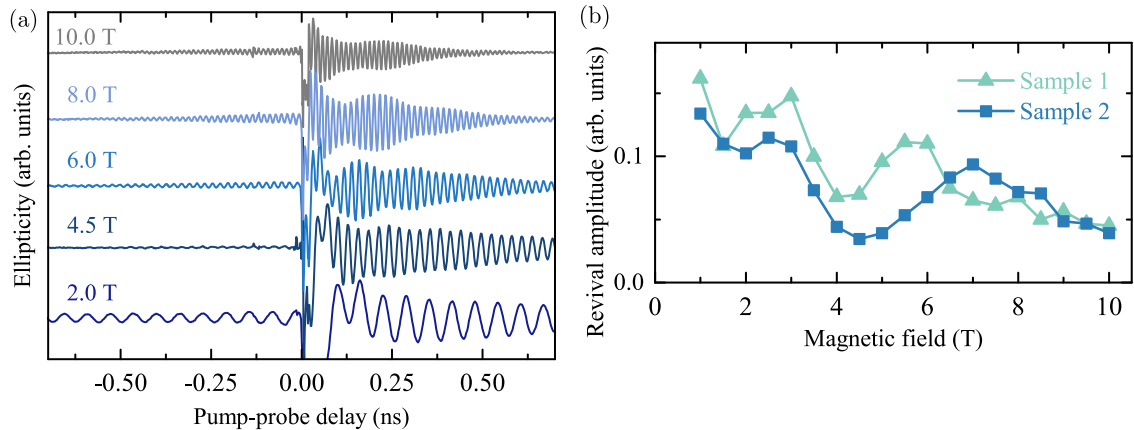 (a)
10.0 T
8.0 T
6.0 T
4.5 T
2.0 T
Ellipticity (arb. units)
-0.50 -0.25 0.00 0.25 0.50
Pump-probe delay (ns)
(b)
Sample 1
Sample 2
Revival amplitude (arb. units)
0.1
0.0
0 2 4 6 8 10
Magnetic field (T)